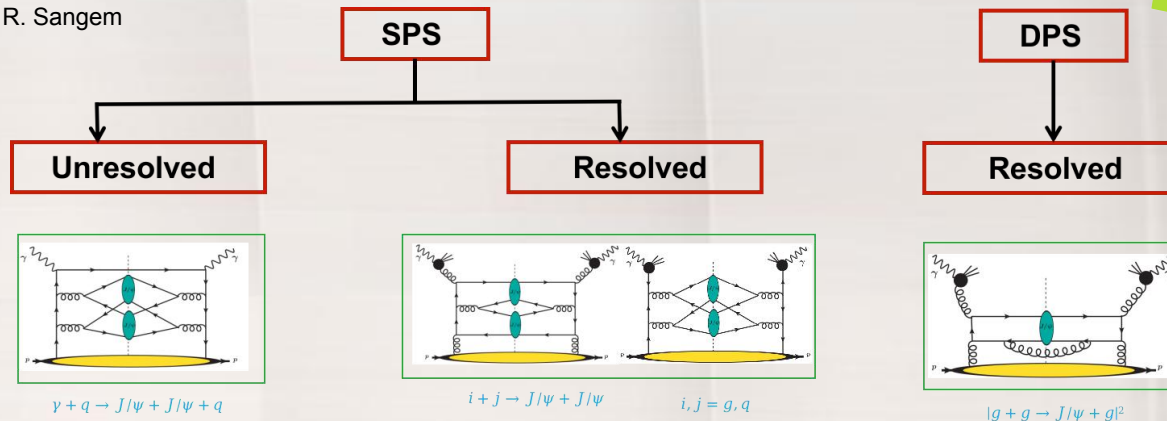 R. Sangem
SPS
DPS
Unresolved
Resolved
Resolved
γ
γ
J/ψ
J/ψ
P
P
γ
γ
J/ψ
J/ψ
P
P
γ
γ
J/ψ
J/ψ
P
P
γ
γ
J/ψ
P
P
γ + q → J/ψ + J/ψ + q
i + j → J/ψ + J/ψ
i, j = g, q
|g + g → J/ψ + g|²